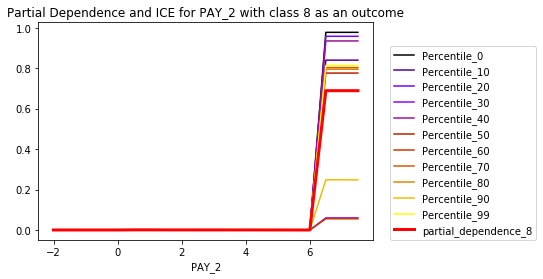 Partial Dependence and ICE for PAY_2 with class 8 as an outcome
1.0
0.8
0.6
0.4
0.2
0.0
−2 0 2 4 6
PAY_2
Percentile_0
Percentile_10
Percentile_20
Percentile_30
Percentile_40
Percentile_50
Percentile_60
Percentile_70
Percentile_80
Percentile_90
Percentile_99
partial_dependence_8